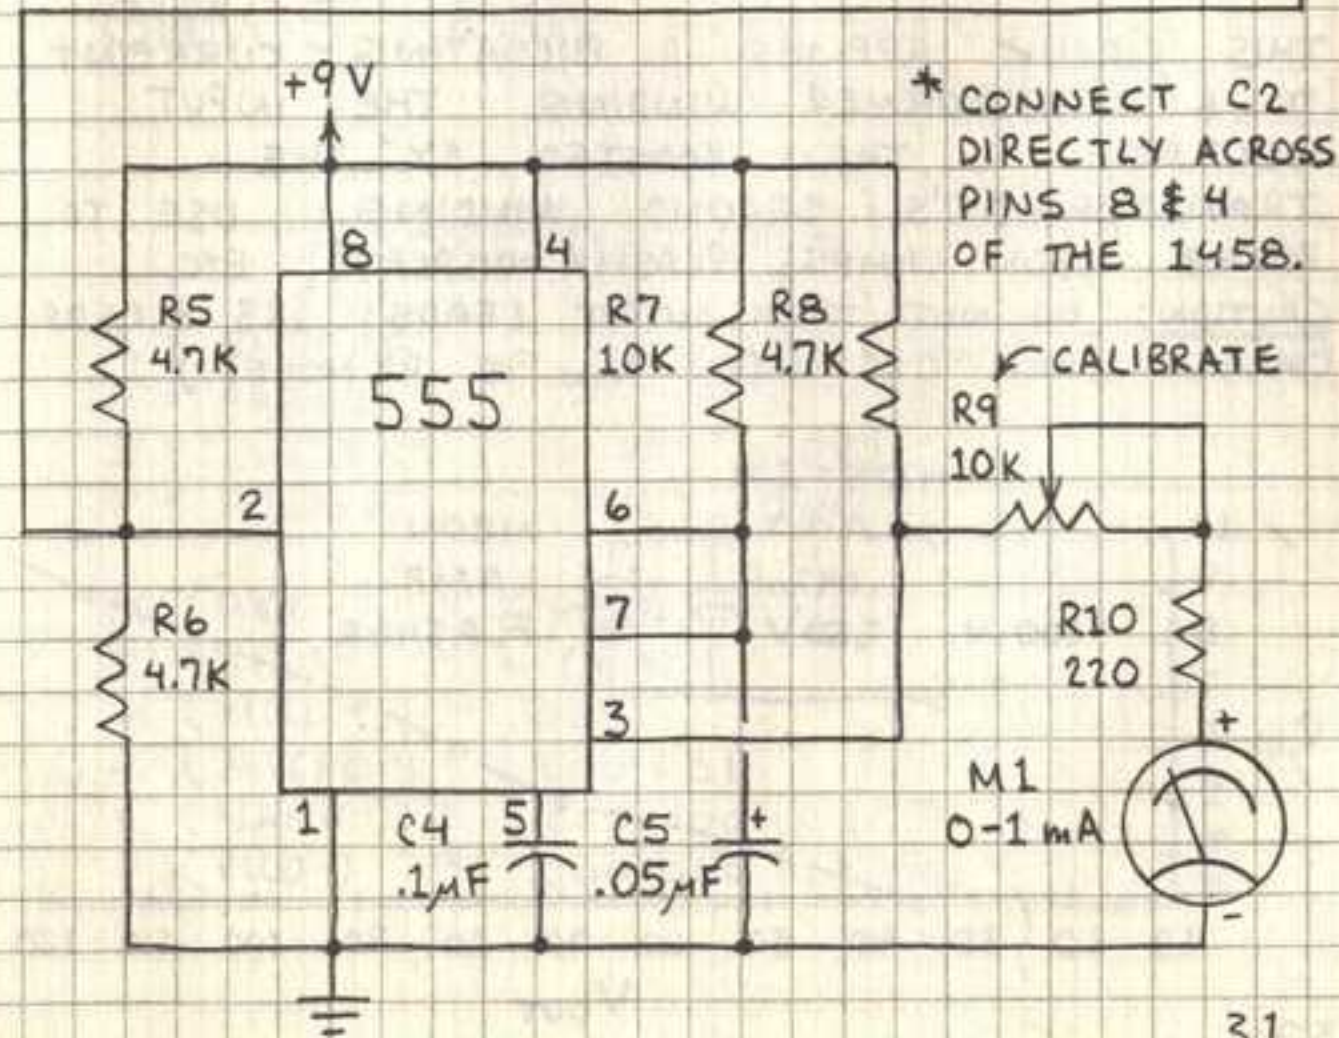 +9V
* CONNECT C2
DIRECTLY ACROSS
PINS 8 & 4
OF THE 1458.
8
4
R5
4.7K
555
R7
10K
R8
4.7K
CALIBRATE
R9
10K
2
6
7
3
R6
4.7K
R10
220
1
C4
.1µF
5
C5
.05µF
+
M1
0-1 mA
+
-
31